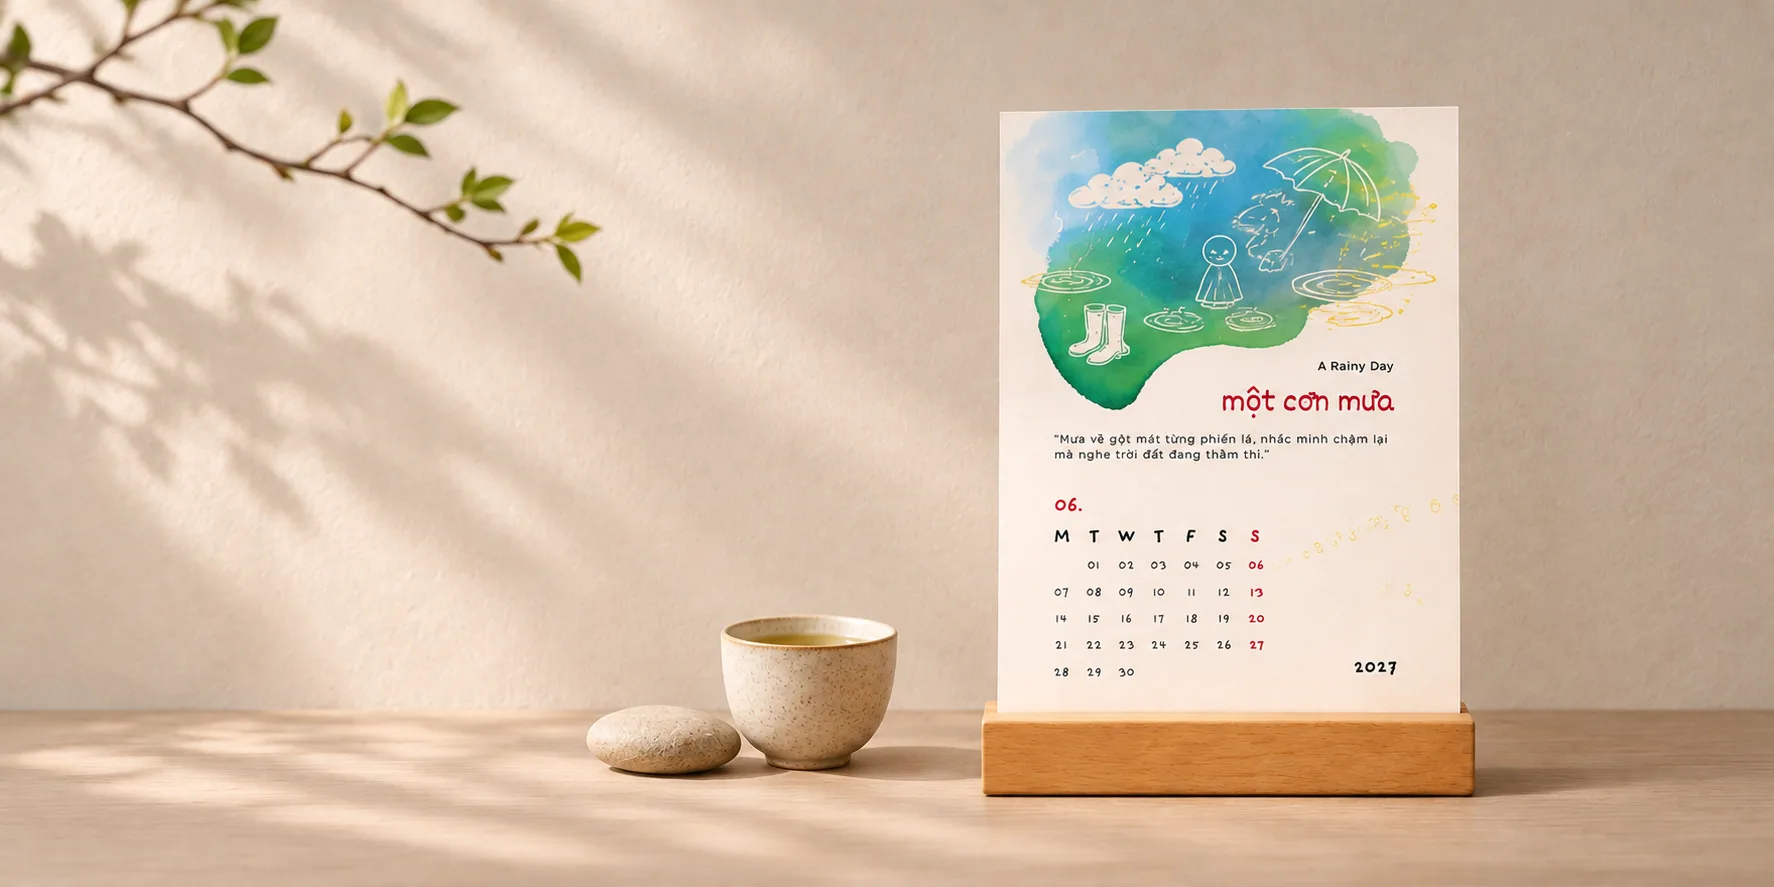 A Rainy Day
một cơn mưa
"Mưa về gột mát từng phiến lá, nhắc mình chậm lại
mà nghe trời đất đang thầm thì."
06.
M T W T F S S
01 02 03 04 05 06
07 08 09 10 11 12 13
14 15 16 17 18 19 20
21 22 23 24 25 26 27
28 29 30
2027